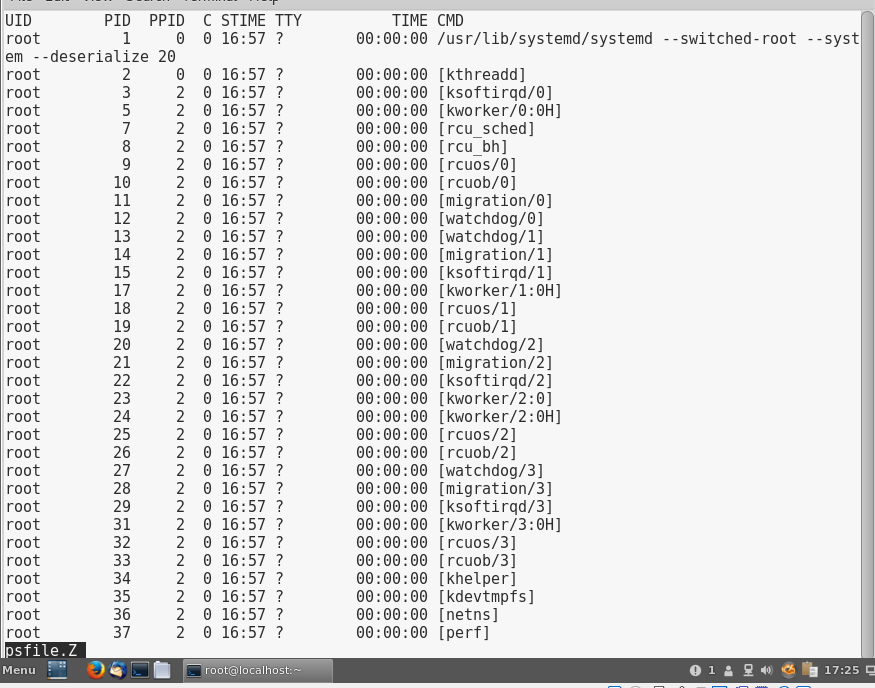 File Edit View Search Terminal Help
UID        PID  PPID  C STIME TTY          TIME CMD
root         1     0  0 16:57 ?        00:00:00 /usr/lib/systemd/systemd --switched-root --syst
em --deserialize 20
root         2     0  0 16:57 ?        00:00:00 [kthreadd]
root         3     2  0 16:57 ?        00:00:00 [ksoftirqd/0]
root         5     2  0 16:57 ?        00:00:00 [kworker/0:0H]
root         7     2  0 16:57 ?        00:00:00 [rcu_sched]
root         8     2  0 16:57 ?        00:00:00 [rcu_bh]
root         9     2  0 16:57 ?        00:00:00 [rcuos/0]
root        10     2  0 16:57 ?        00:00:00 [rcuob/0]
root        11     2  0 16:57 ?        00:00:00 [migration/0]
root        12     2  0 16:57 ?        00:00:00 [watchdog/0]
root        13     2  0 16:57 ?        00:00:00 [watchdog/1]
root        14     2  0 16:57 ?        00:00:00 [migration/1]
root        15     2  0 16:57 ?        00:00:00 [ksoftirqd/1]
root        17     2  0 16:57 ?        00:00:00 [kworker/1:0H]
root        18     2  0 16:57 ?        00:00:00 [rcuos/1]
root        19     2  0 16:57 ?        00:00:00 [rcuob/1]
root        20     2  0 16:57 ?        00:00:00 [watchdog/2]
root        21     2  0 16:57 ?        00:00:00 [migration/2]
root        22     2  0 16:57 ?        00:00:00 [ksoftirqd/2]
root        23     2  0 16:57 ?        00:00:00 [kworker/2:0]
root        24     2  0 16:57 ?        00:00:00 [kworker/2:0H]
root        25     2  0 16:57 ?        00:00:00 [rcuos/2]
root        26     2  0 16:57 ?        00:00:00 [rcuob/2]
root        27     2  0 16:57 ?        00:00:00 [watchdog/3]
root        28     2  0 16:57 ?        00:00:00 [migration/3]
root        29     2  0 16:57 ?        00:00:00 [ksoftirqd/3]
root        31     2  0 16:57 ?        00:00:00 [kworker/3:0H]
root        32     2  0 16:57 ?        00:00:00 [rcuos/3]
root        33     2  0 16:57 ?        00:00:00 [rcuob/3]
root        34     2  0 16:57 ?        00:00:00 [khelper]
root        35     2  0 16:57 ?        00:00:00 [kdevtmpfs]
root        36     2  0 16:57 ?        00:00:00 [netns]
root        37     2  0 16:57 ?        00:00:00 [perf]
psfile.Z
Menu root@localhost:~ 1 17:25